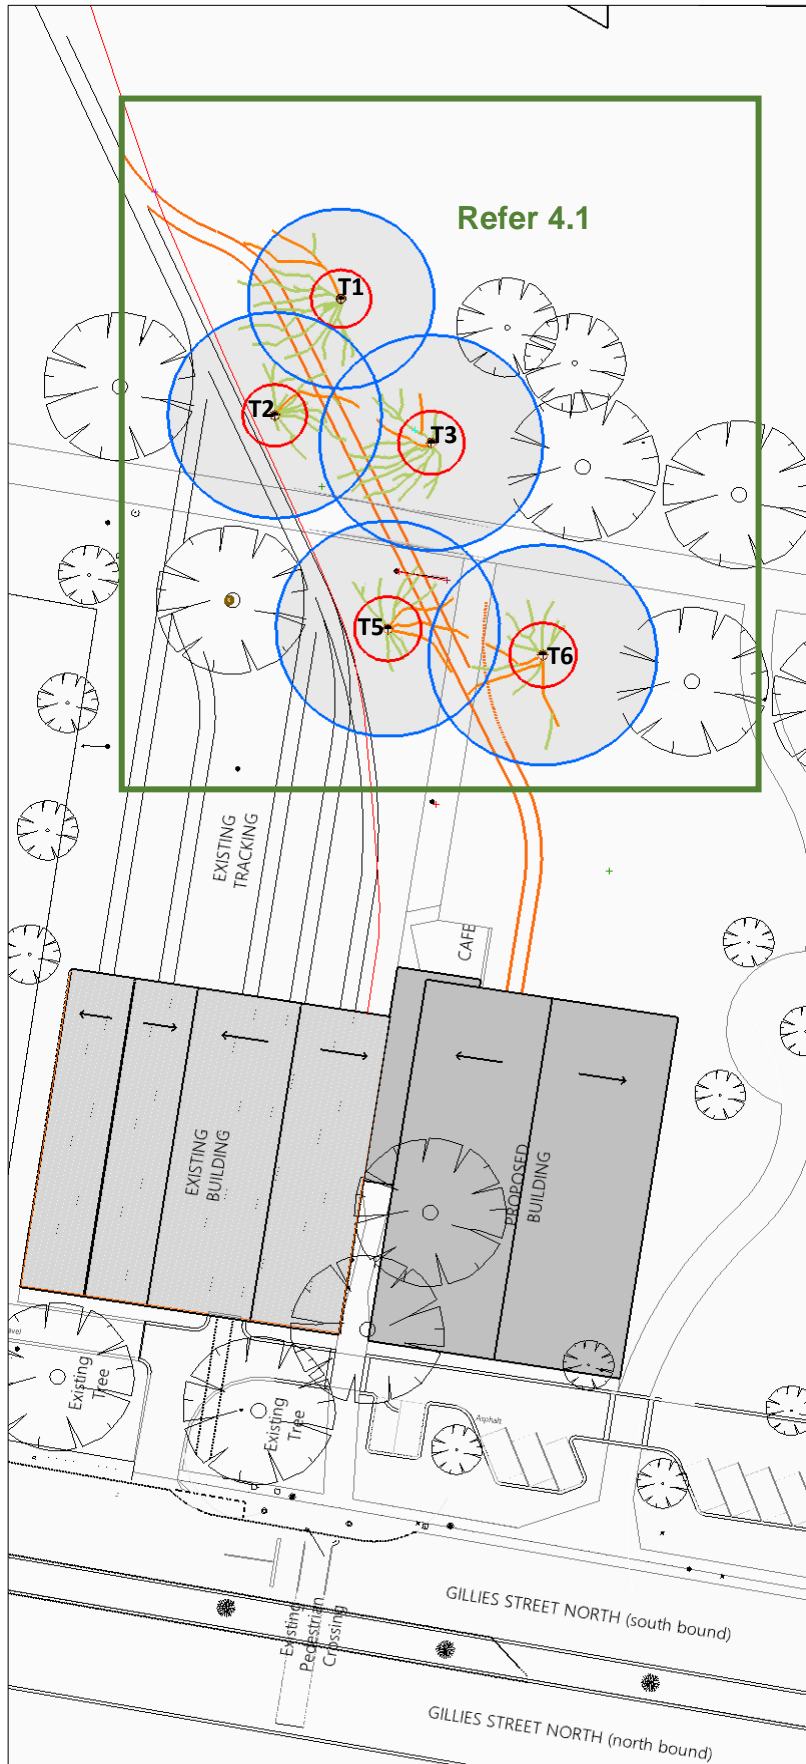 Refer 4.1
T1
T2
T3
T5
T6
EXISTING
TRACKING
CAFE
EXISTING
BUILDING
PROPOSED
BUILDING
Existing
Tree
Existing
Tree
Asphalt
GILLIES STREET NORTH (south bound)
Existing
Pedestrian
Crossing
GILLIES STREET NORTH (north bound)